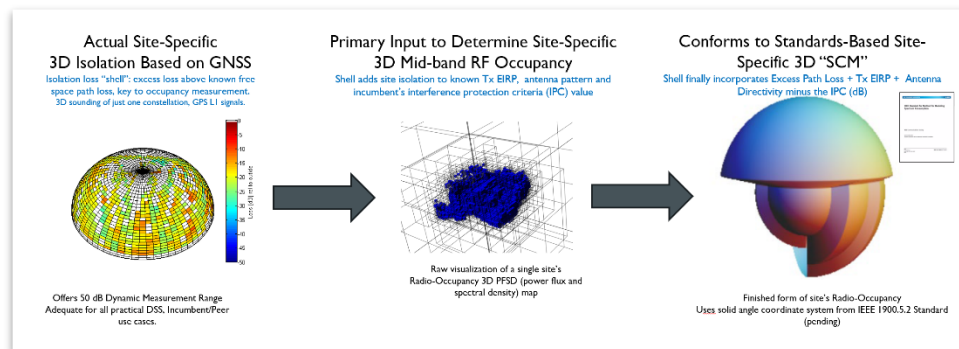 Actual Site-Specific
3D Isolation Based on GNSS
Isolation loss “shell”: excess loss above known free
space path loss, key to occupancy measurement.
3D sounding of just one constellation, GPS L1 signals.
Offers 50 dB Dynamic Measurement Range
Adequate for all practical DSS, Incumbent/Peer
use cases.
Primary Input to Determine Site-Specific
3D Mid-band RF Occupancy
Shell adds site isolation to known Tx EIRP, antenna pattern and
incumbent’s interference protection criteria (IPC) value
Raw visualization of a single site’s
Radio-Occupancy 3D PFSD (power flux and
spectral density) map
Conforms to Standards-Based Site-
Specific 3D “SCM”
Shell finally incorporates Excess Path Loss + Tx EIRP + Antenna
Directivity minus the IPC (dB)
Finished form of site’s Radio-Occupancy
Uses solid angle coordinate system from IEEE 1900.5.2 Standard
(pending)